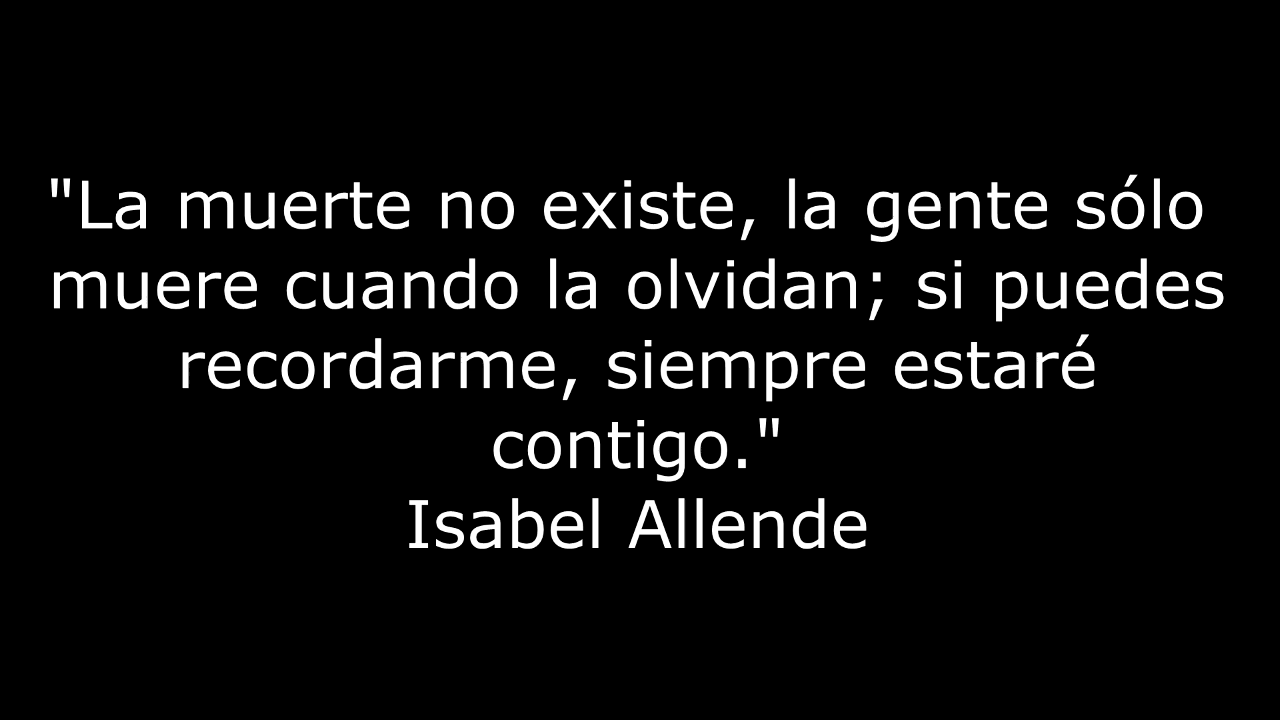 "La muerte no existe, la gente sólo
muere cuando la olvidan; si puedes
recordarme, siempre estaré
contigo."
Isabel Allende